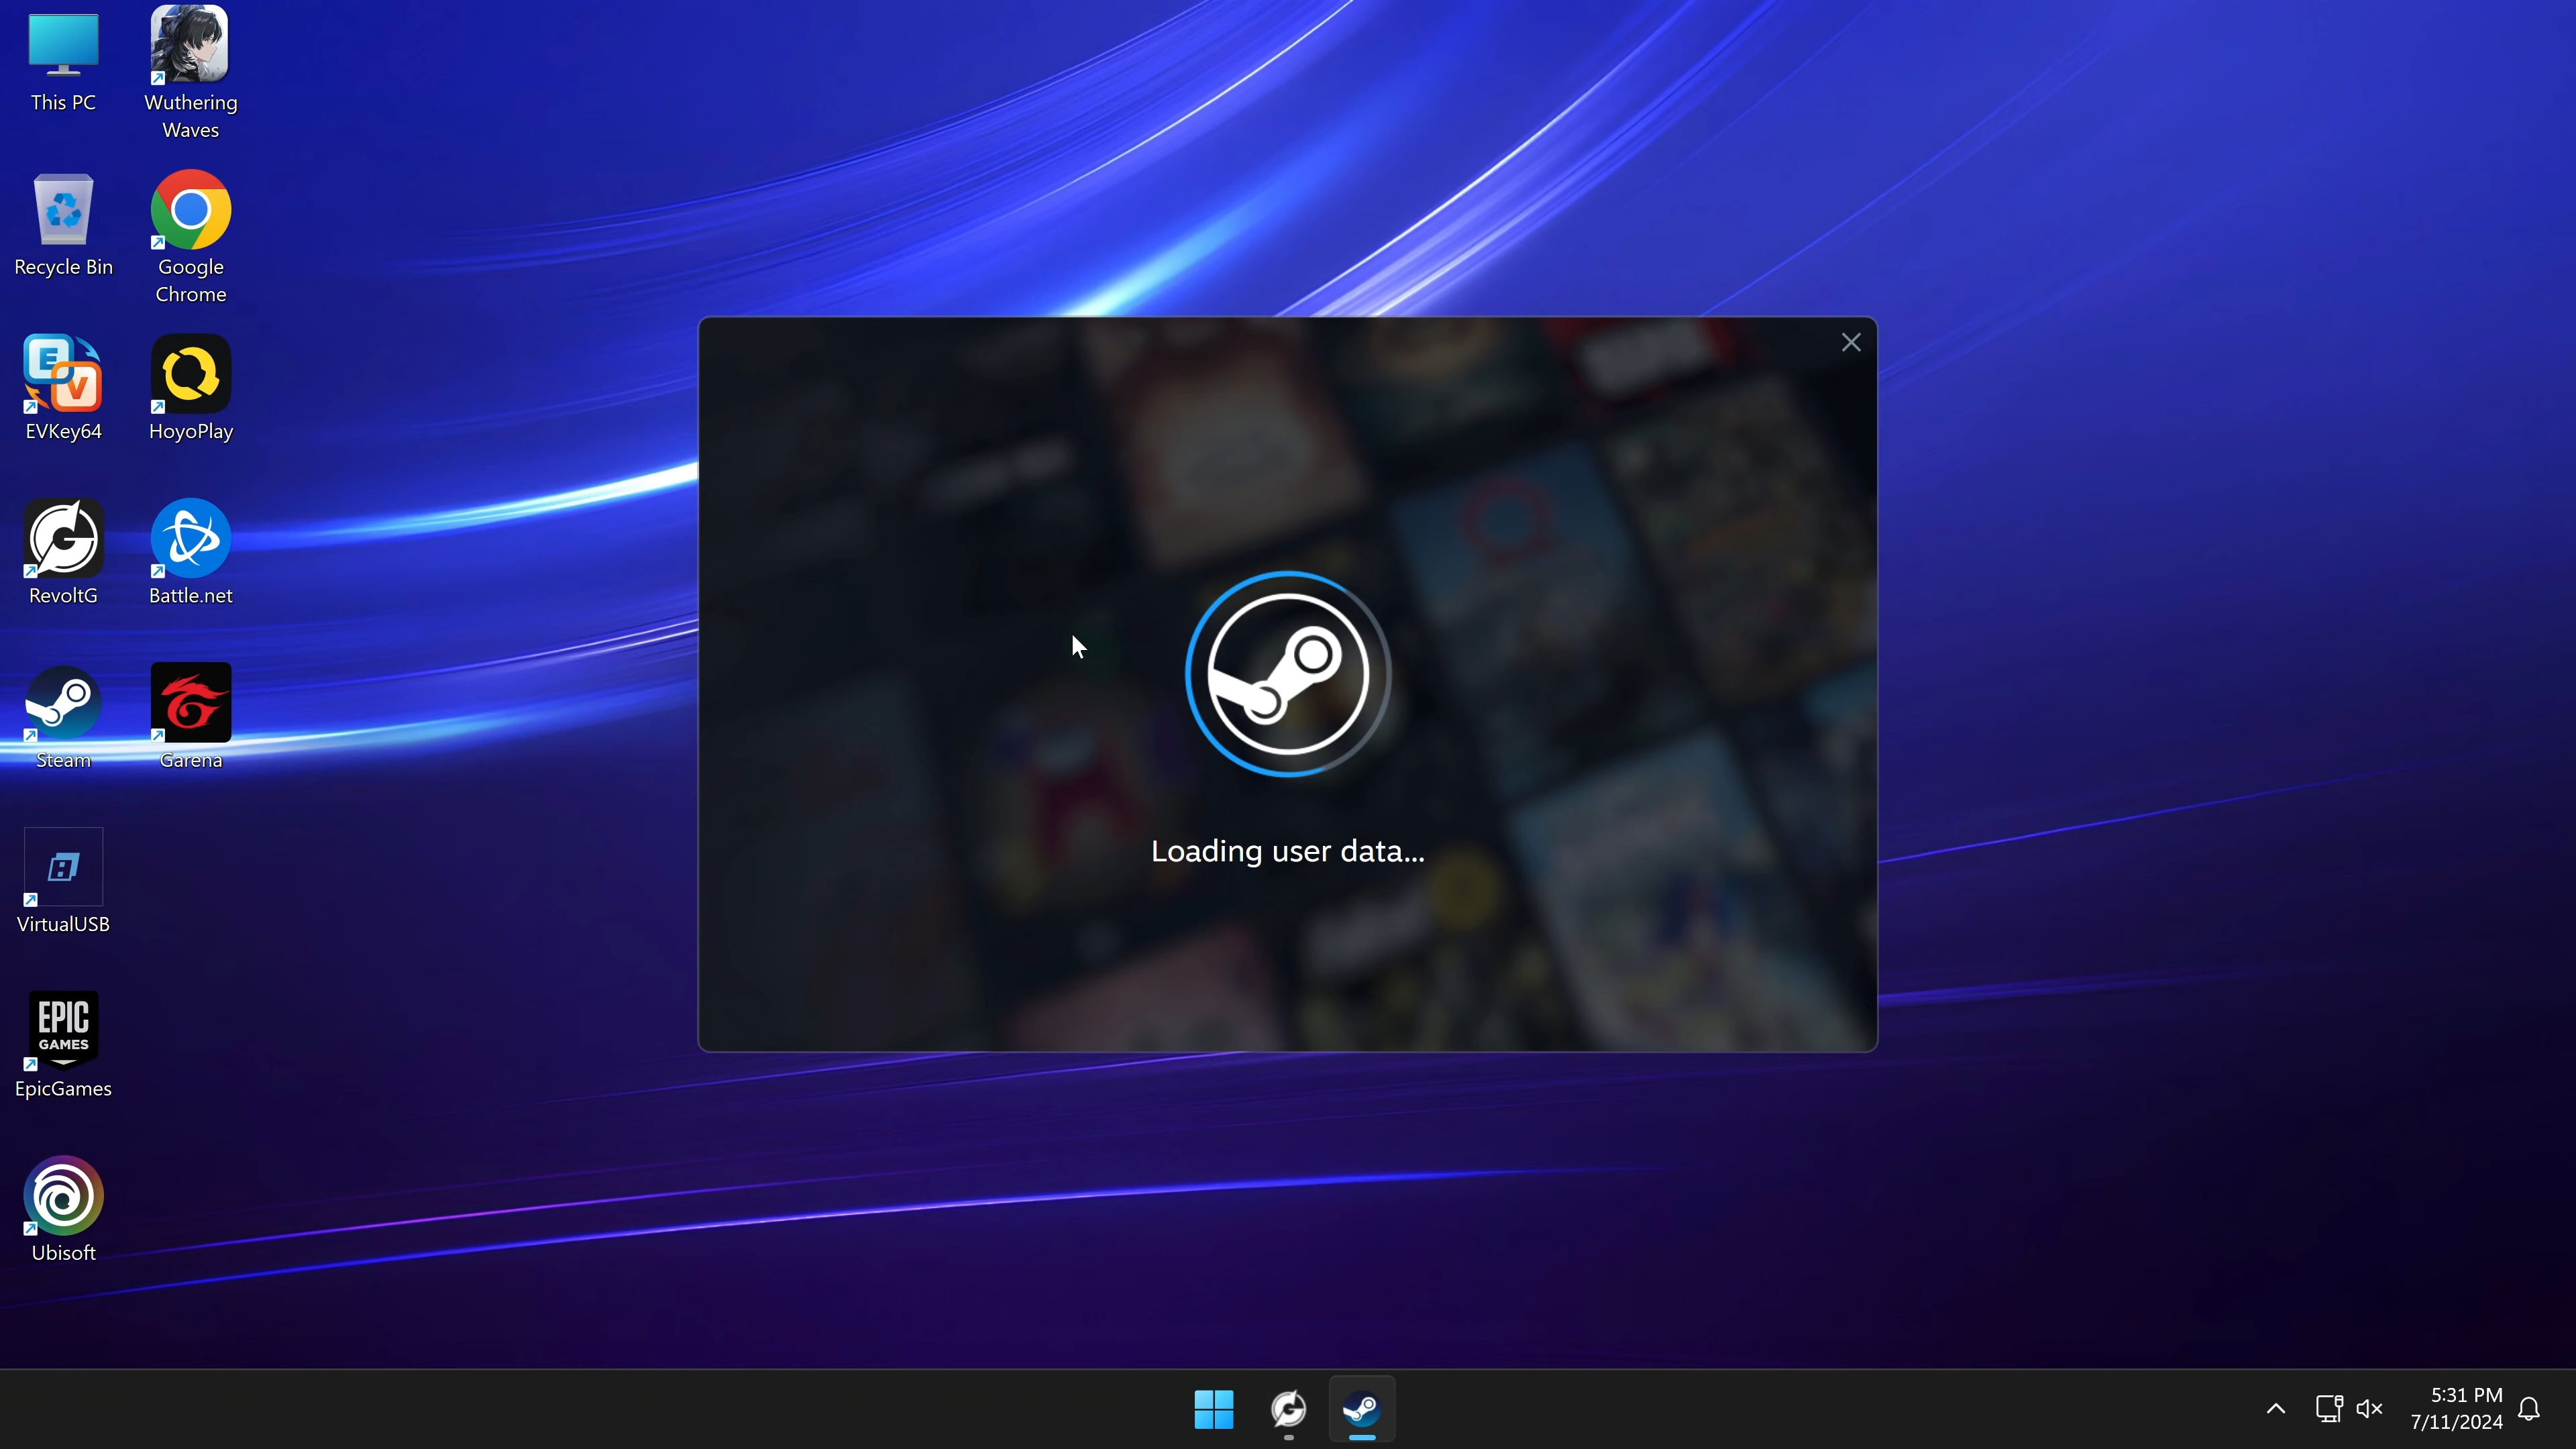 This PC
Wuthering
Waves
Recycle Bin
Google
Chrome
E
V
EVKey64
HoyoPlay
RevoltG
Battle.net
Steam
Garena
VirtualUSB
EPIC
GAMES
EpicGames
Ubisoft
Loading user data...
5:31 PM
7/11/2024